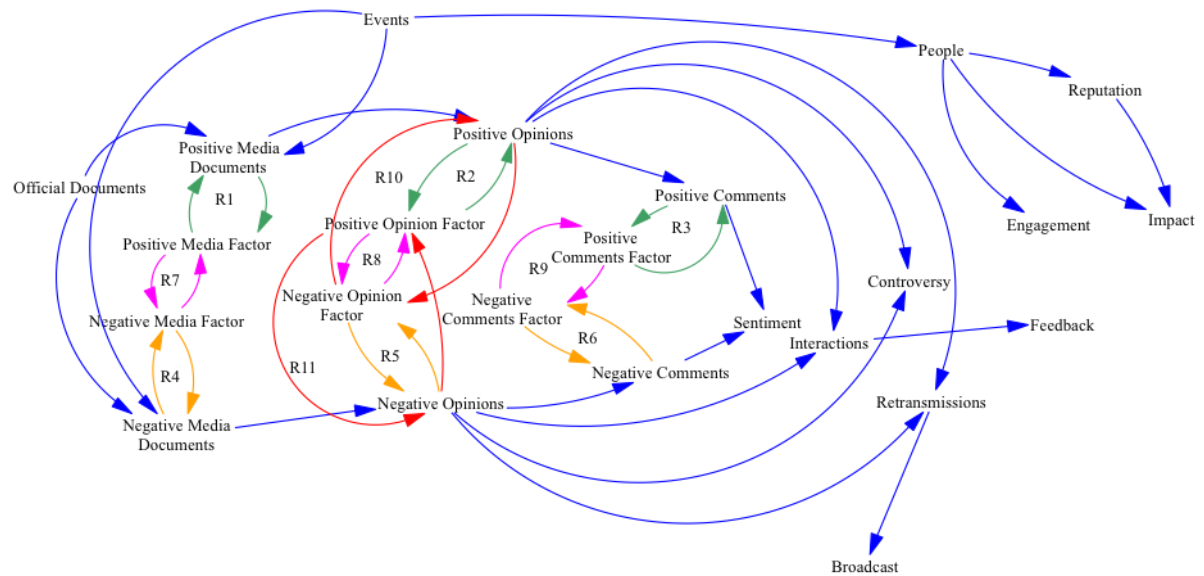 Events
People
Reputation
Positive Opinions
Positive Media
Documents
R10
R2
Official Documents
R1
Positive Comments
Impact
Engagement
Positive Opinion Factor
R3
Positive Media Factor
Positive
Comments Factor
R8
R9
R7
Controversy
Negative Opinion
Factor
Negative
Comments Factor
Negative Media Factor
Sentiment
Feedback
Interactions
R6
R5
R11
R4
Negative Comments
Negative Opinions
Retransmissions
Negative Media
Documents
Broadcast